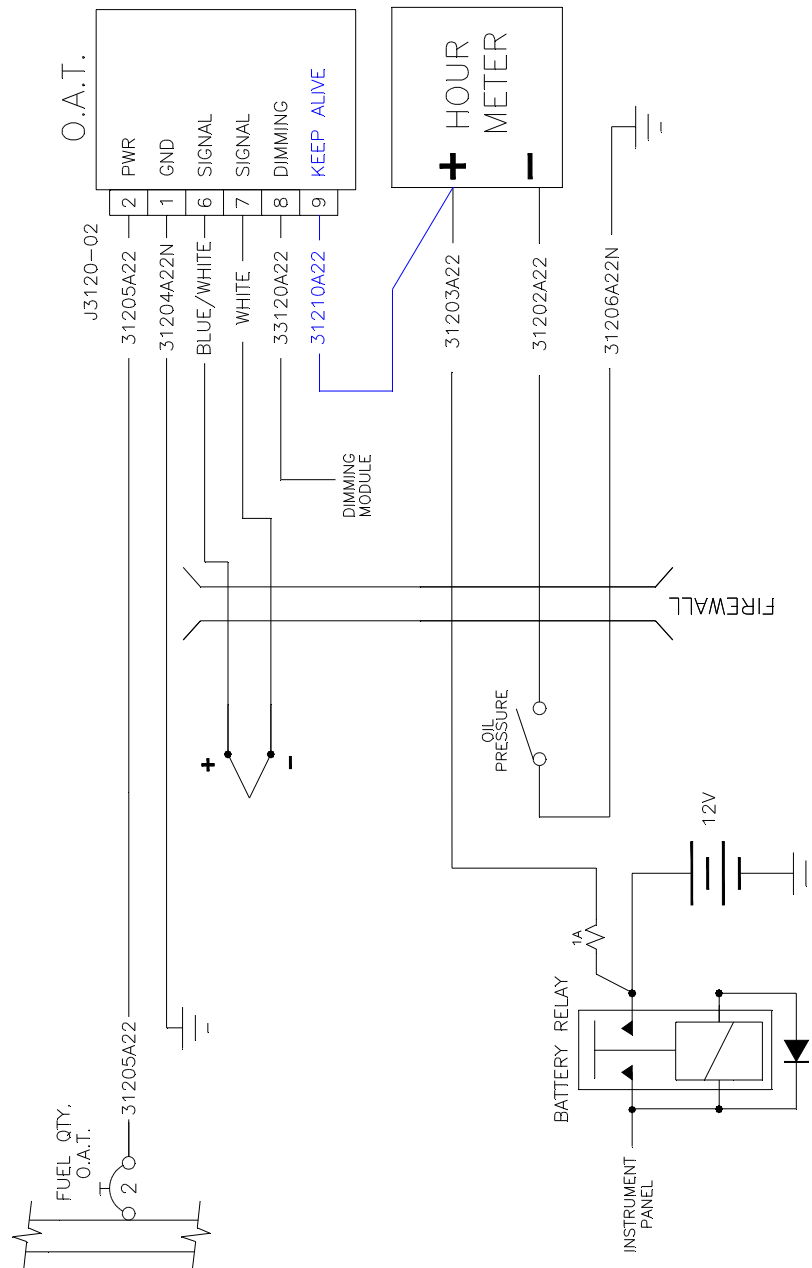 O.A.T.
J3120-02
2 PWR
1 GND
6 SIGNAL
7 SIGNAL
8 DIMMING
9 KEEP ALIVE
31205A22
31204A22N
BLUE/WHITE
WHITE
33120A22
31210A22
HOUR
METER
+
−
31203A22
31202A22
31206A22N
DIMMING
MODULE
FIREWALL
+
−
OIL
PRESSURE
12V
1A
BATTERY RELAY
INSTRUMENT
PANEL
FUEL QTY,
O.A.T.
2
31205A22